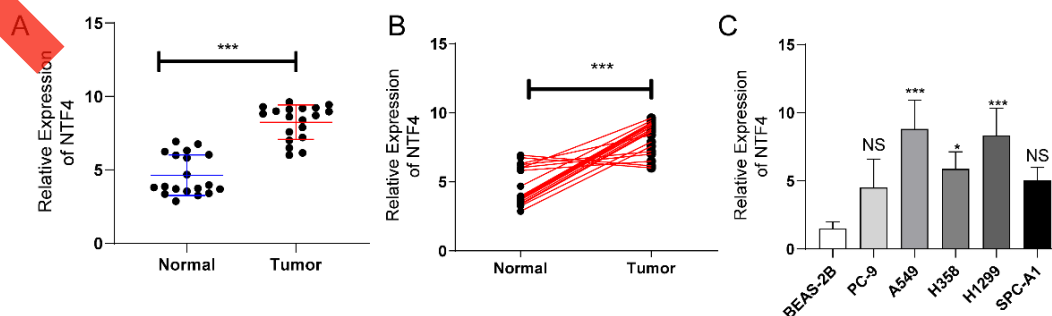 A
Relative Expression
of NTF4
15
10
5
0
***
Normal
Tumor
B
Relative Expression
of NTF4
15
10
5
0
***
Normal
Tumor
C
Relative Expression
of NTF4
15
10
5
0
NS
***
*
***
NS
BEAS-2B
PC-9
A549
H358
H1299
SPC-A1